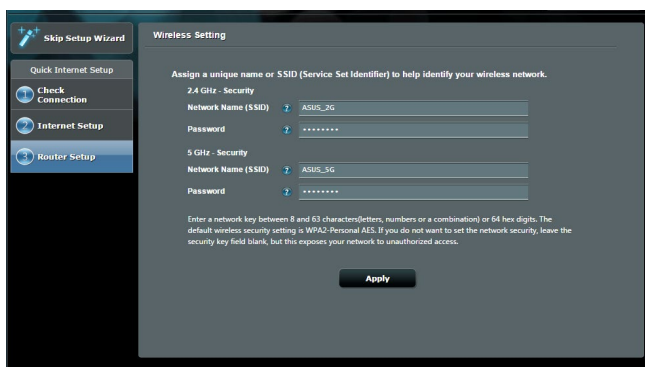 Skip Setup Wizard
Quick Internet Setup
1 Check
Connection
2 Internet Setup
3 Router Setup
Wireless Setting
Assign a unique name or SSID (Service Set Identifier) to help identify your wireless network.
2.4 GHz - Security
Network Name (SSID) ? ASUS_2G
Password ? ••••••••
5 GHz - Security
Network Name (SSID) ? ASUS_5G
Password ? ••••••••
Enter a network key between 8 and 63 characters(letters, numbers or a combination) or 64 hex digits. The
default wireless security setting is WPA2-Personal AES. If you do not want to set the network security, leave the
security key field blank, but this exposes your network to unauthorized access.
Apply